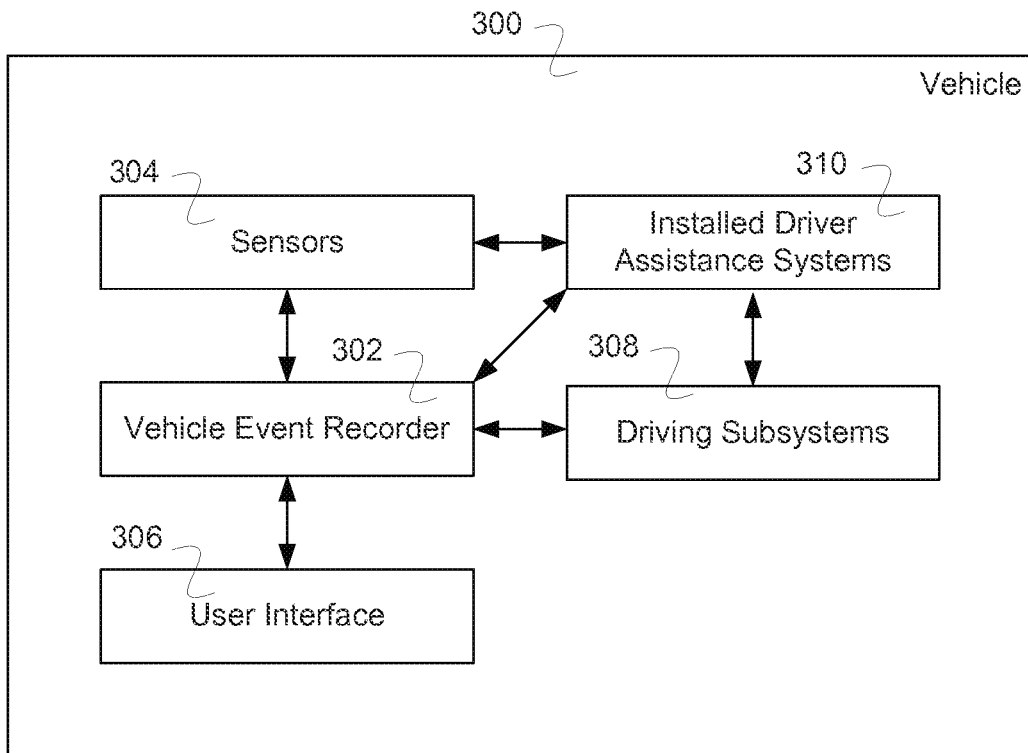 300
Vehicle
304
310
Sensors
Installed Driver
Assistance Systems
302
308
Vehicle Event Recorder
Driving Subsystems
306
User Interface